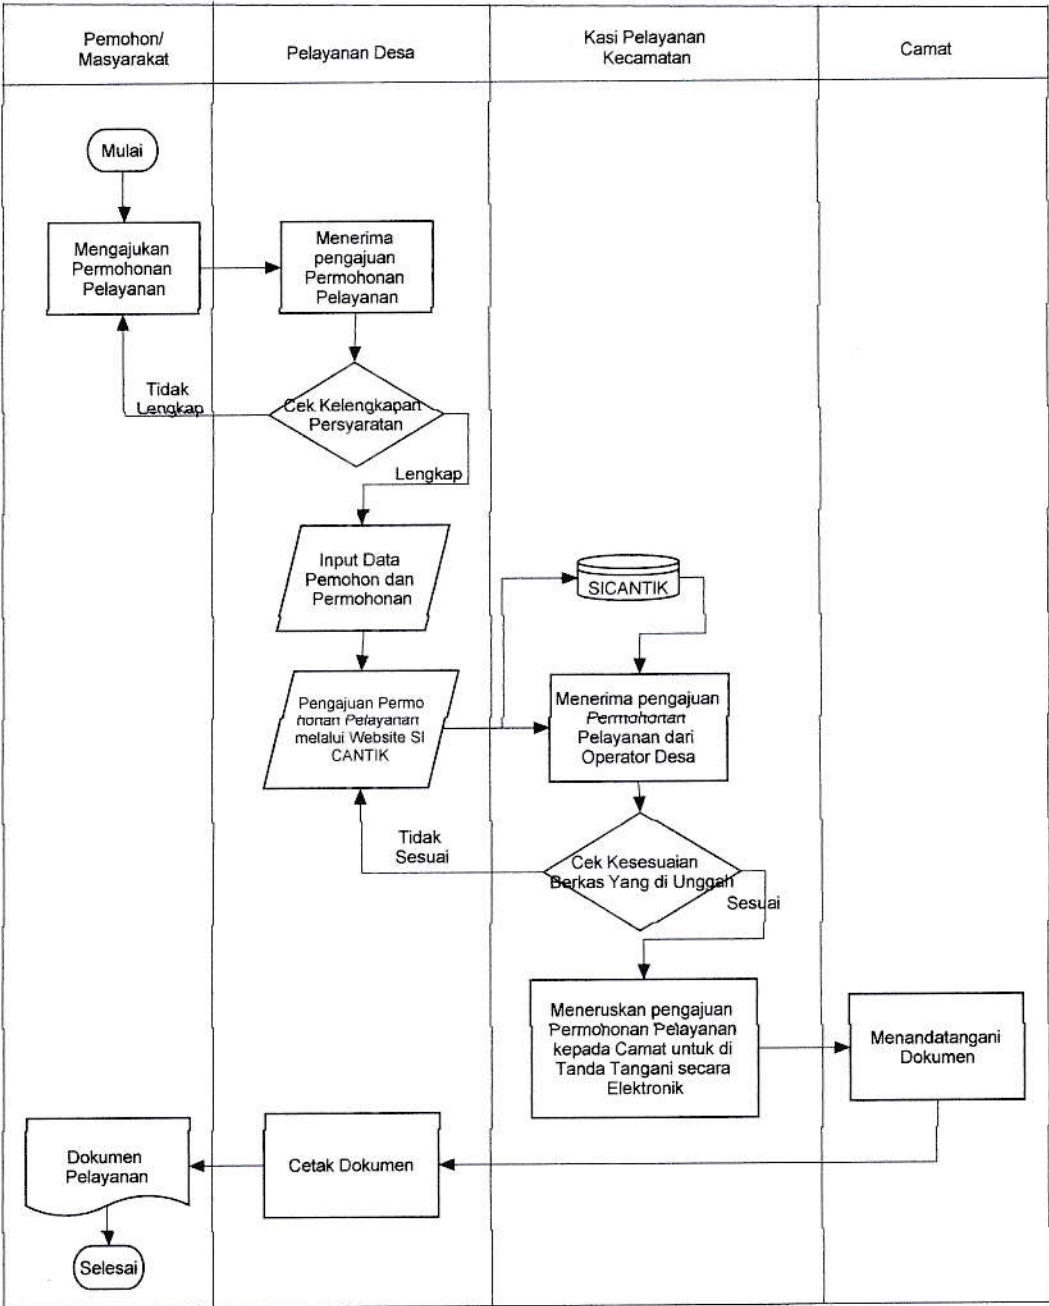 Pemohon/
Masyarakat
Pelayanan Desa
Kasi Pelayanan
Kecamatan
Camat
Mulai
Mengajukan
Permohonan
Pelayanan
Menerima
pengajuan
Permohonan
Pelayanan
Tidak
Lengkap
Cek Kelengkapan
Persyaratan
Lengkap
Input Data
Pemohon dan
Permohonan
SICANTIK
Pengajuan Permo
honan Pelayanan
melalui Website SI
CANTIK
Menerima pengajuan
Permohonan
Pelayanan dari
Operator Desa
Tidak
Sesuai
Cek Kesesuaian
Berkas Yang di Unggah
Sesuai
Meneruskan pengajuan
Permohonan Pelayanan
kepada Camat untuk di
Tanda Tangani secara
Elektronik
Menandatangani
Dokumen
Dokumen
Pelayanan
Cetak Dokumen
Selesai